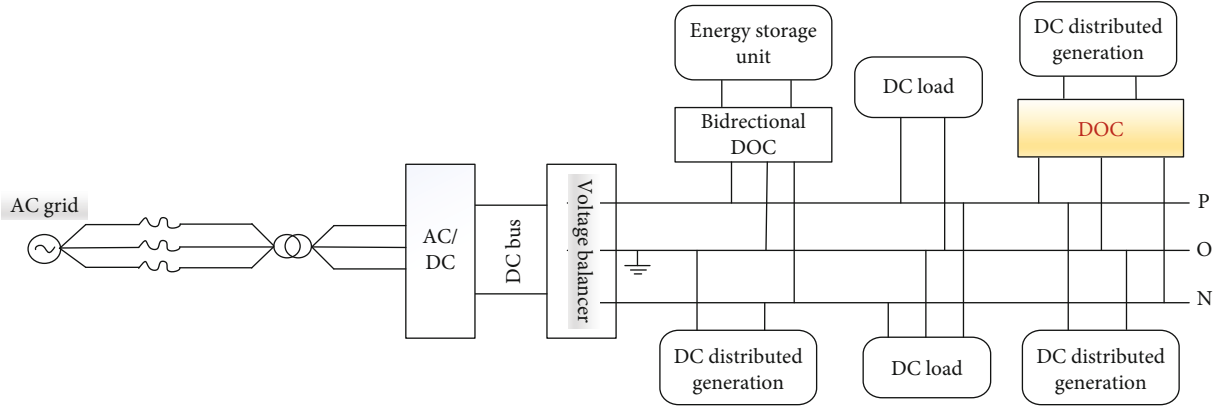 AC grid
AC/
DC
DC bus
Voltage balancer
Energy storage
unit
Bidrectional
DOC
DC load
DC distributed
generation
DOC
P
O
N
DC distributed
generation
DC load
DC distributed
generation